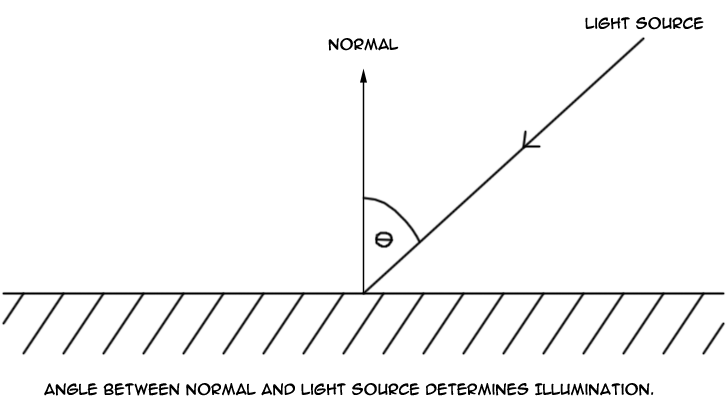 LIGHT SOURCE
NORMAL
Θ
ANGLE BETWEEN NORMAL AND LIGHT SOURCE DETERMINES ILLUMINATION.